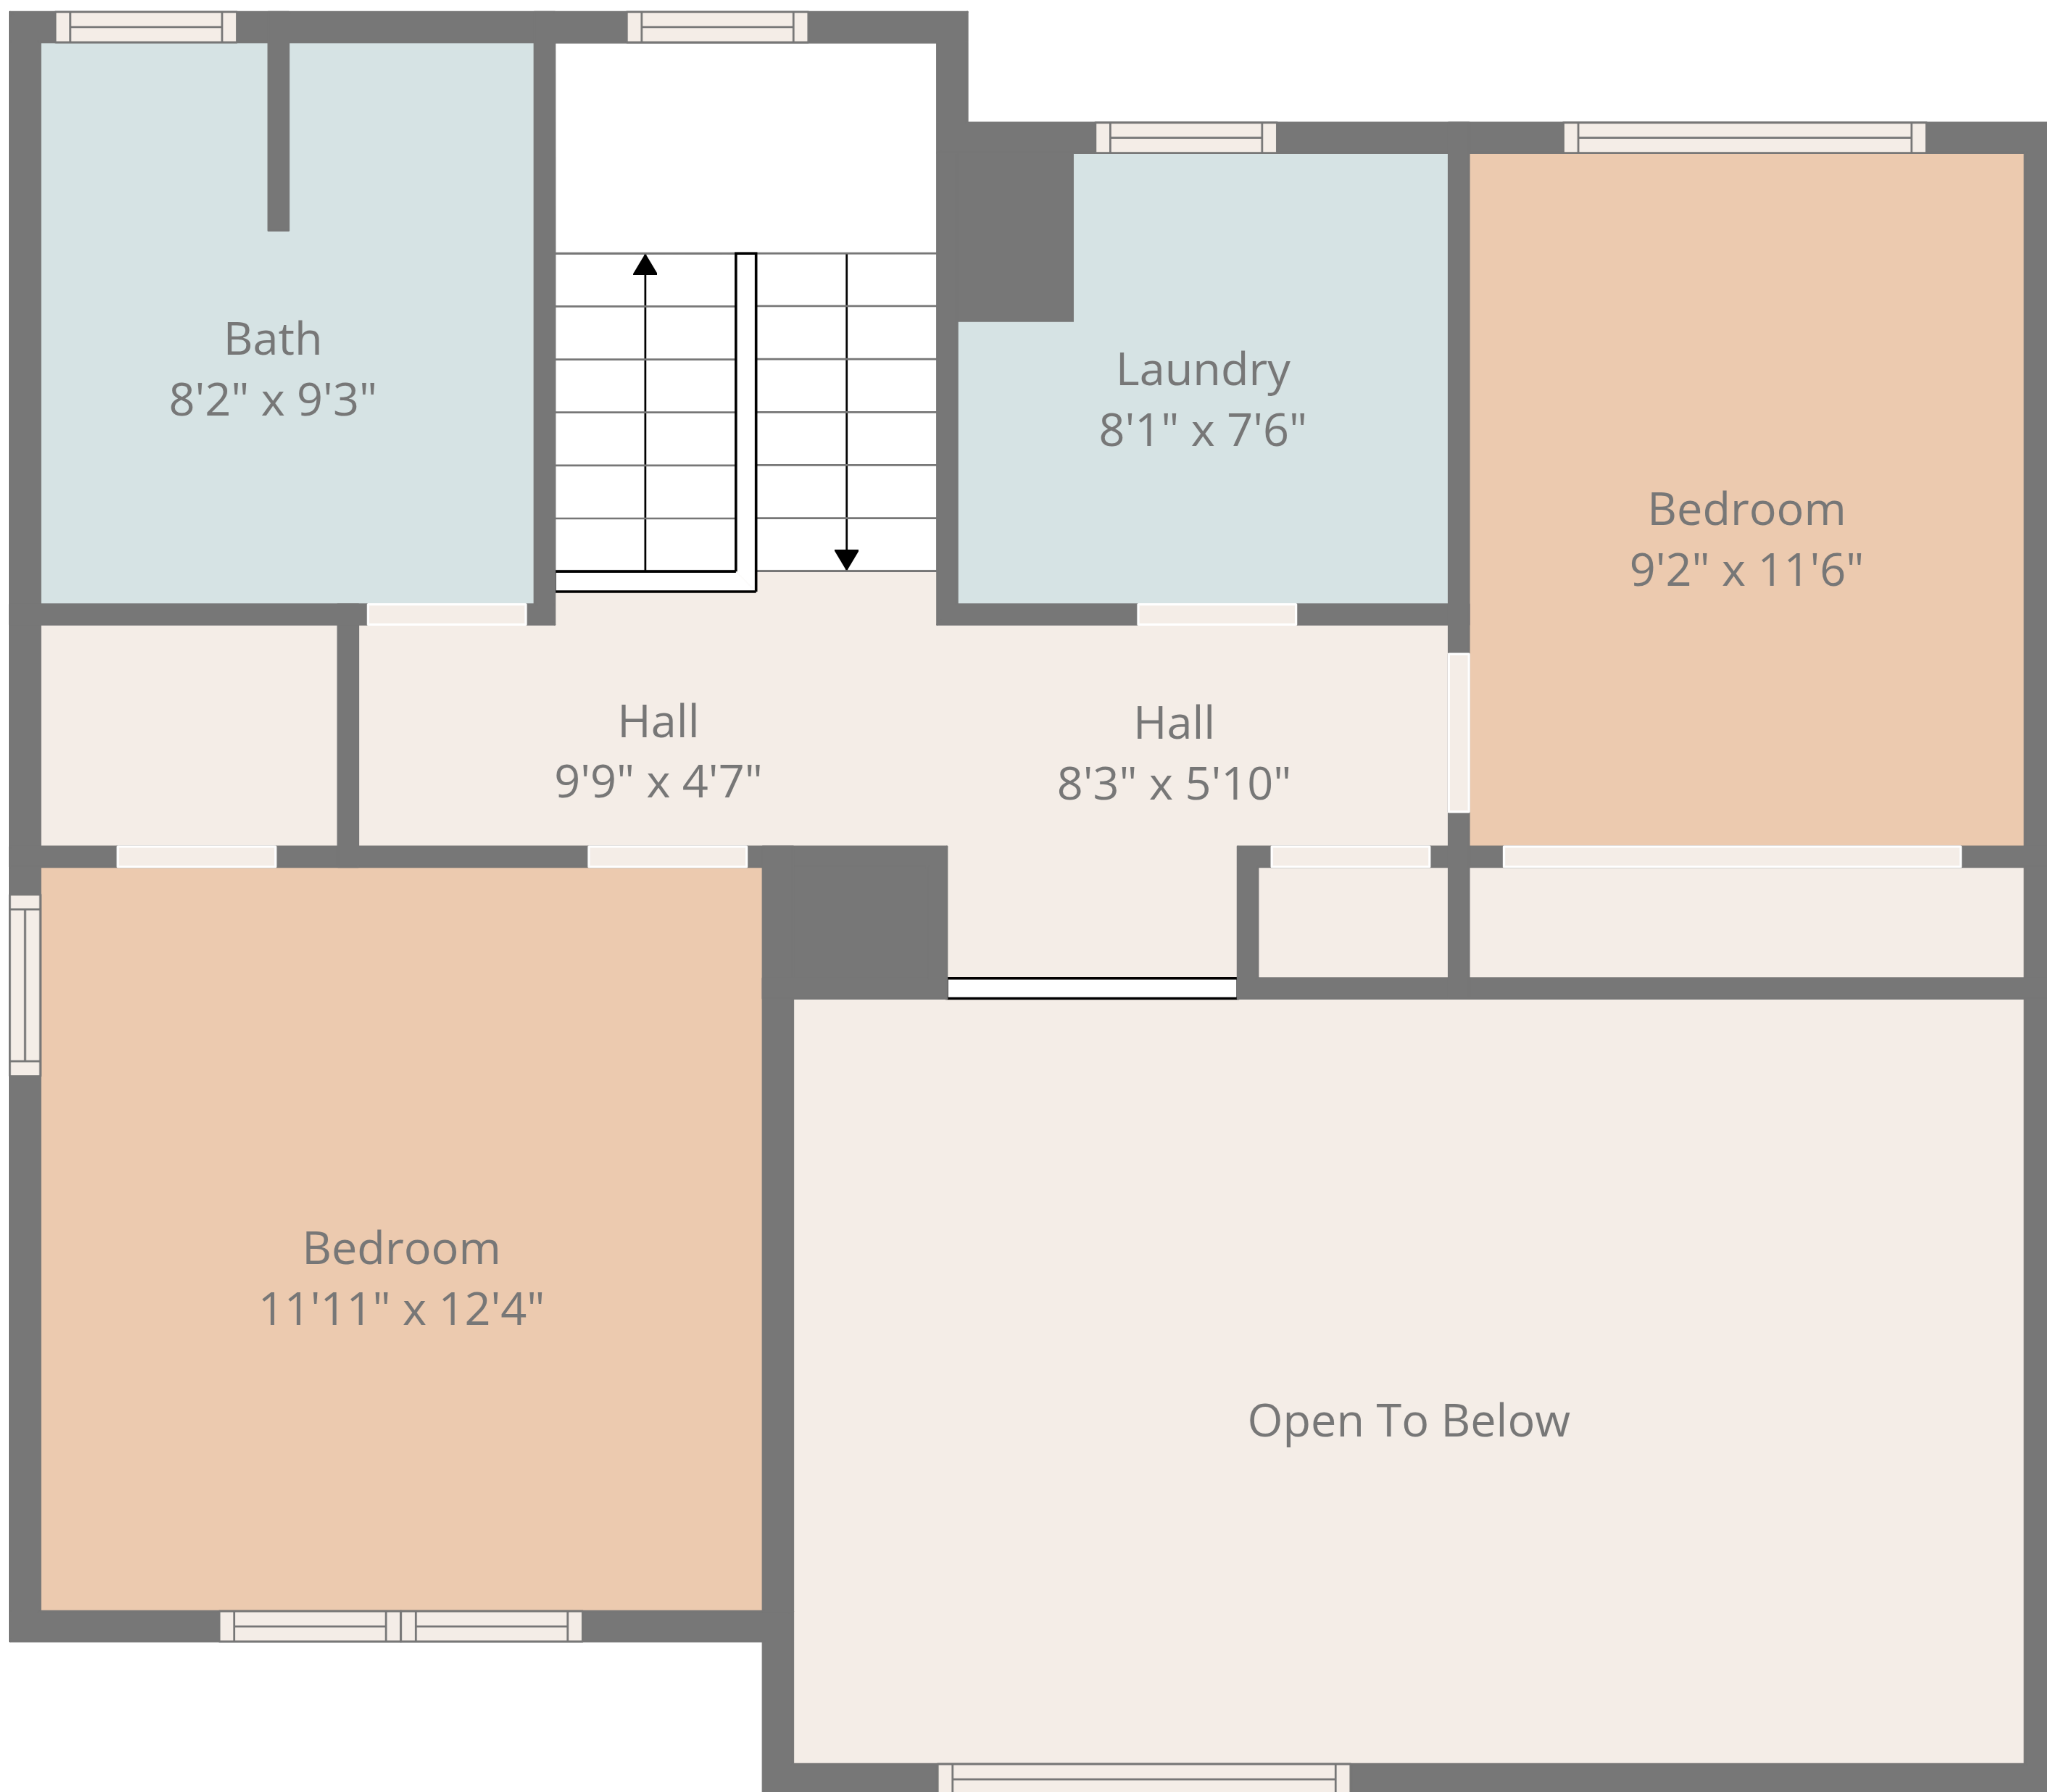 Bath
8'2" x 9'3"
Laundry
8'1" x 7'6"
Bedroom
9'2" x 11'6"
Hall
9'9" x 4'7"
Hall
8'3" x 5'10"
Bedroom
11'11" x 12'4"
Open To Below